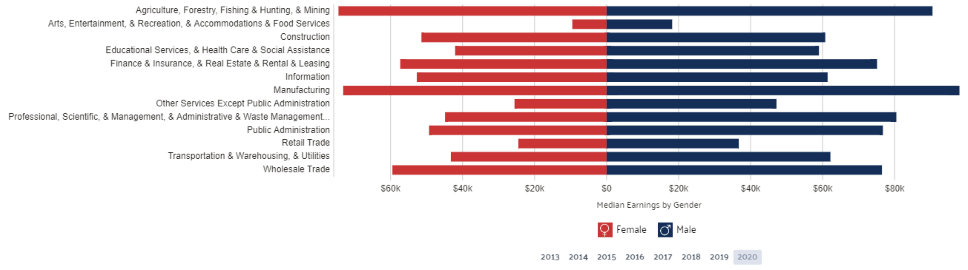 Agriculture, Forestry, Fishing & Hunting, & Mining
Arts, Entertainment, & Recreation, & Accommodations & Food Services
Construction
Educational Services, & Health Care & Social Assistance
Finance & Insurance, & Real Estate & Rental & Leasing
Information
Manufacturing
Other Services Except Public Administration
Professional, Scientific, & Management, & Administrative & Waste Management...
Public Administration
Retail Trade
Transportation & Warehousing, & Utilities
Wholesale Trade
$60k $40k $20k $0 $20k $40k $60k $80k
Median Earnings by Gender
Female Male
2013 2014 2015 2016 2017 2018 2019 2020